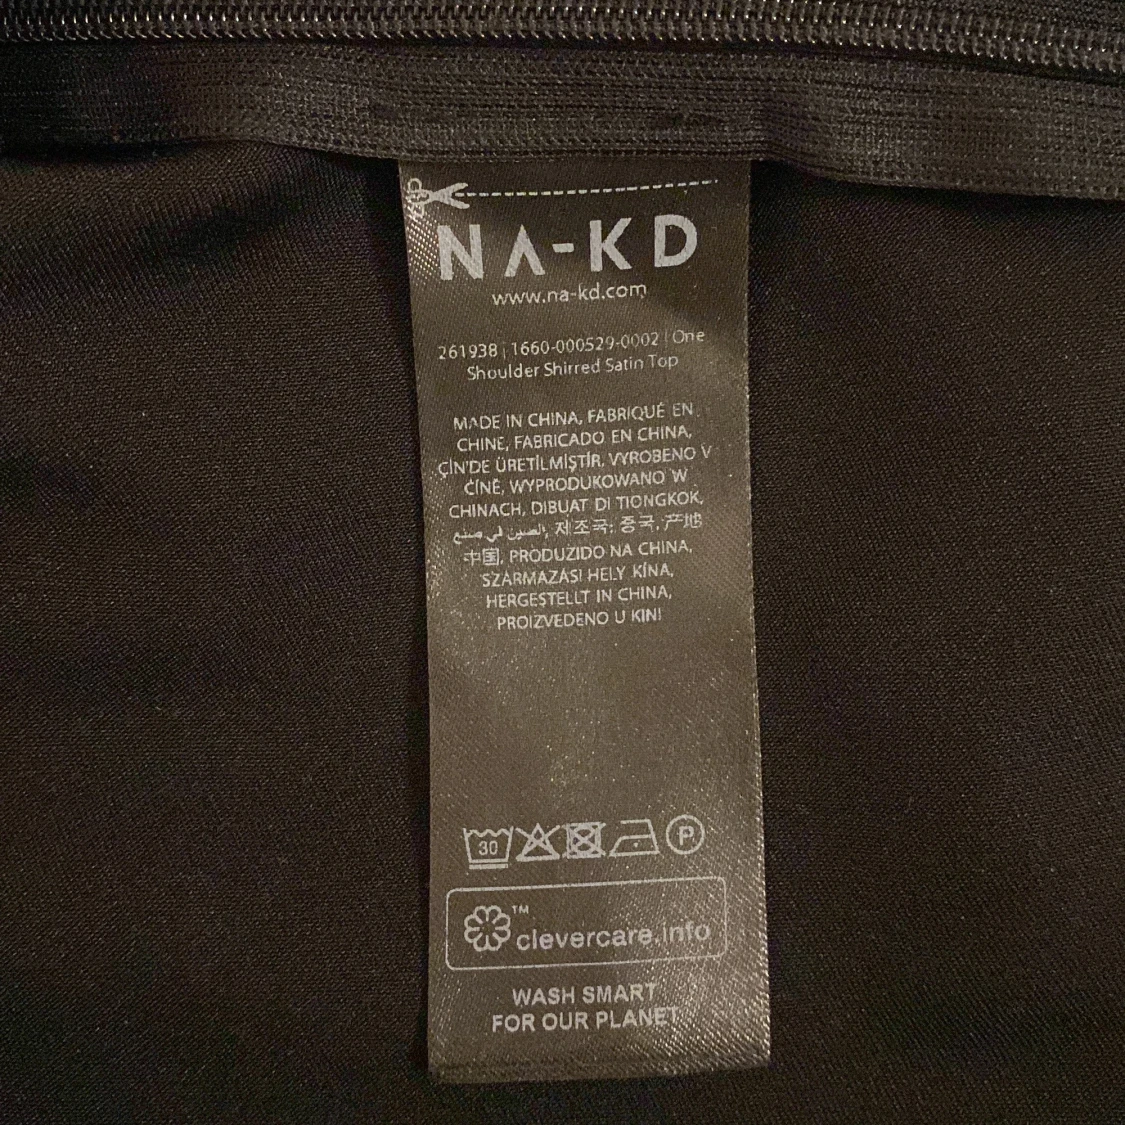 NA-KD
www.na-kd.com
261938 | 1660-000529-0002 | One
Shoulder Shirred Satin Top
MADE IN CHINA, FABRIQUÉ EN
CHINE, FABRICADO EN CHINA,
ÇİN'DE ÜRETİLMİŞTİR, VYROBENO V
ČÍNĚ, WYPRODUKOWANO W
CHINACH, DIBUAT DI TIONGKOK,
الصين في صنع, 제조국: 중국, 产地
中国, PRODUZIDO NA CHINA,
SZÁRMAZÁSI HELY KÍNA,
HERGESTELLT IN CHINA,
PROIZVEDENO U KINI
30 P
™
clevercare.info
WASH SMART
FOR OUR PLANET